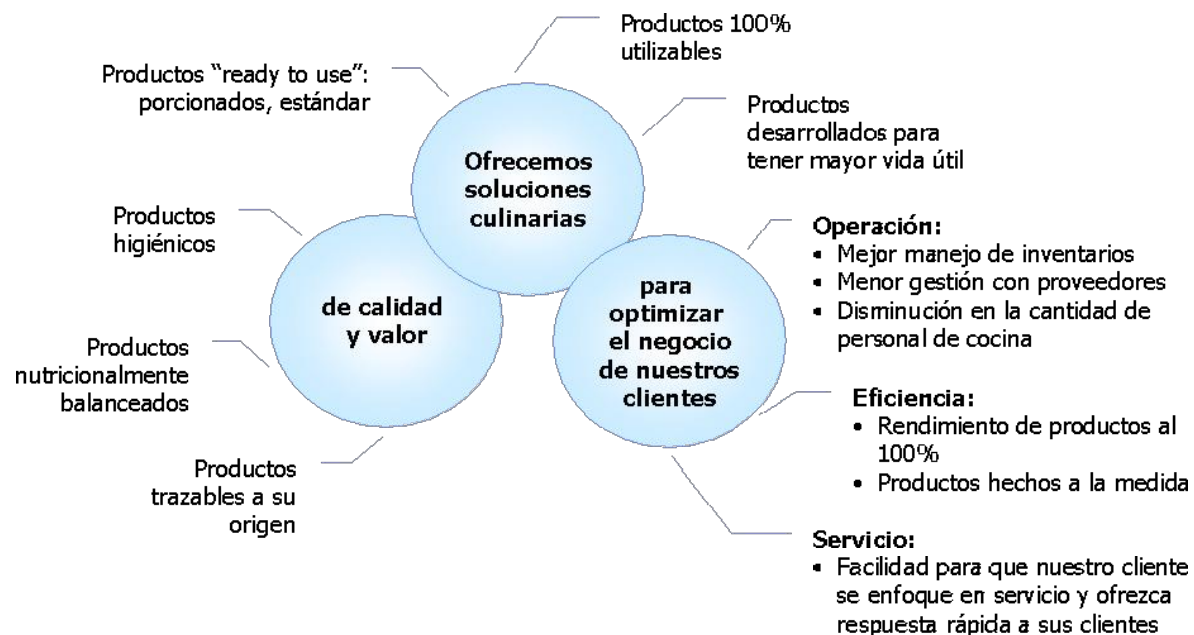 Productos 100%
utilizables
Productos “ready to use”:
porcionados, estándar
Productos
desarrollados para
tener mayor vida útil
Ofrecemos
soluciones
culinarias
Productos
higiénicos
de calidad
y valor
Productos
nutricionalmente
balanceados
Productos
trazables a su
origen
para
optimizar
el negocio
de nuestros
clientes
Operación:
▪ Mejor manejo de inventarios
▪ Menor gestión con proveedores
▪ Disminución en la cantidad de
personal de cocina
Eficiencia:
• Rendimiento de productos al
100%
• Productos hechos a la medida
Servicio:
▪ Facilidad para que nuestro cliente
se enfoque en servicio y ofrezca
respuesta rápida a sus clientes